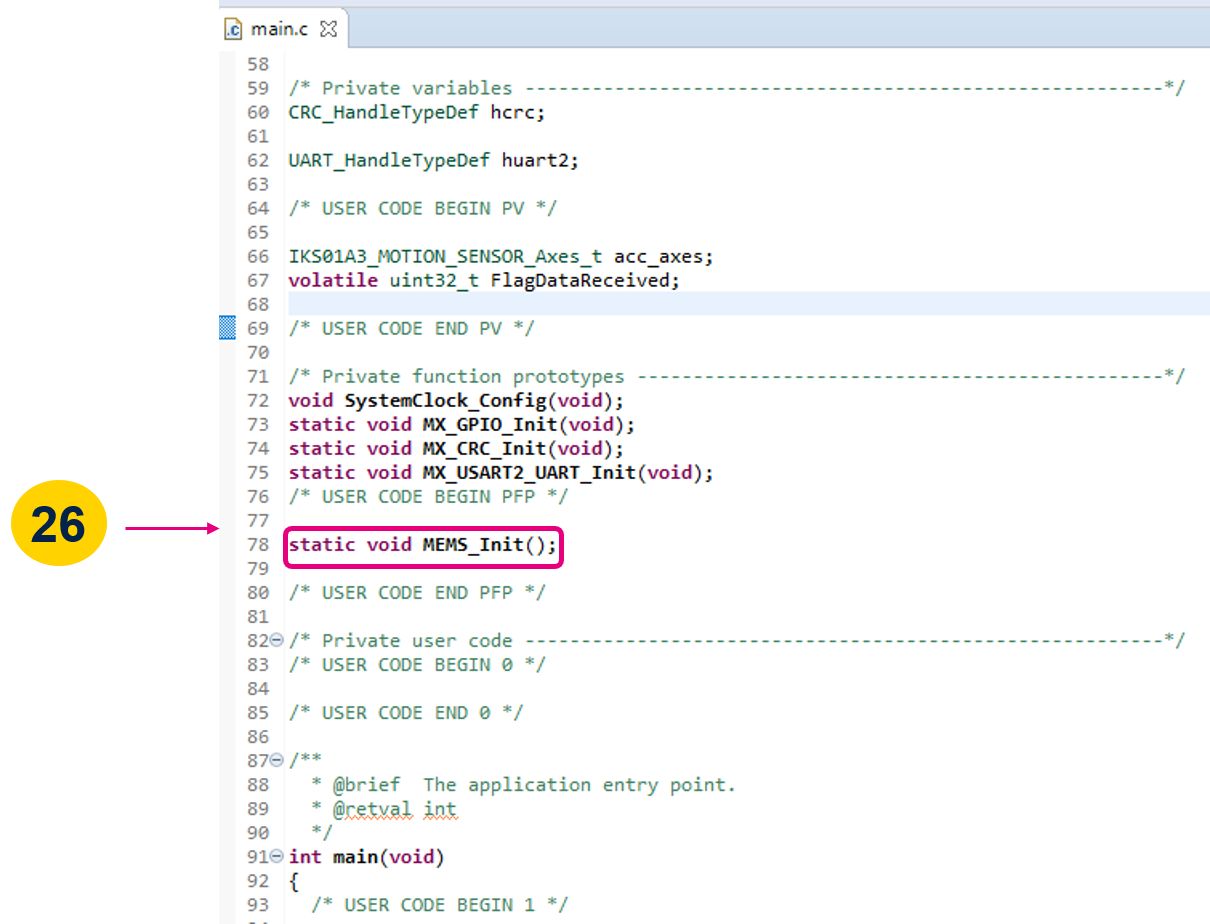 main.c
58
59 /* Private variables ---------------------------------------------------------*/
60 CRC_HandleTypeDef hcrc;
61
62 UART_HandleTypeDef huart2;
63
64 /* USER CODE BEGIN PV */
65
66 IKS01A3_MOTION_SENSOR_Axes_t acc_axes;
67 volatile uint32_t FlagDataReceived;
68
69 /* USER CODE END PV */
70
71 /* Private function prototypes -----------------------------------------------*/
72 void SystemClock_Config(void);
73 static void MX_GPIO_Init(void);
74 static void MX_CRC_Init(void);
75 static void MX_USART2_UART_Init(void);
76 /* USER CODE BEGIN PFP */
77
26
78 static void MEMS_Init();
79
80 /* USER CODE END PFP */
81
82 /* Private user code ---------------------------------------------------------*/
83 /* USER CODE BEGIN 0 */
84
85 /* USER CODE END 0 */
86
87 /**
88   * @brief  The application entry point.
89   * @retval int
90   */
91 int main(void)
92 {
93   /* USER CODE BEGIN 1 */